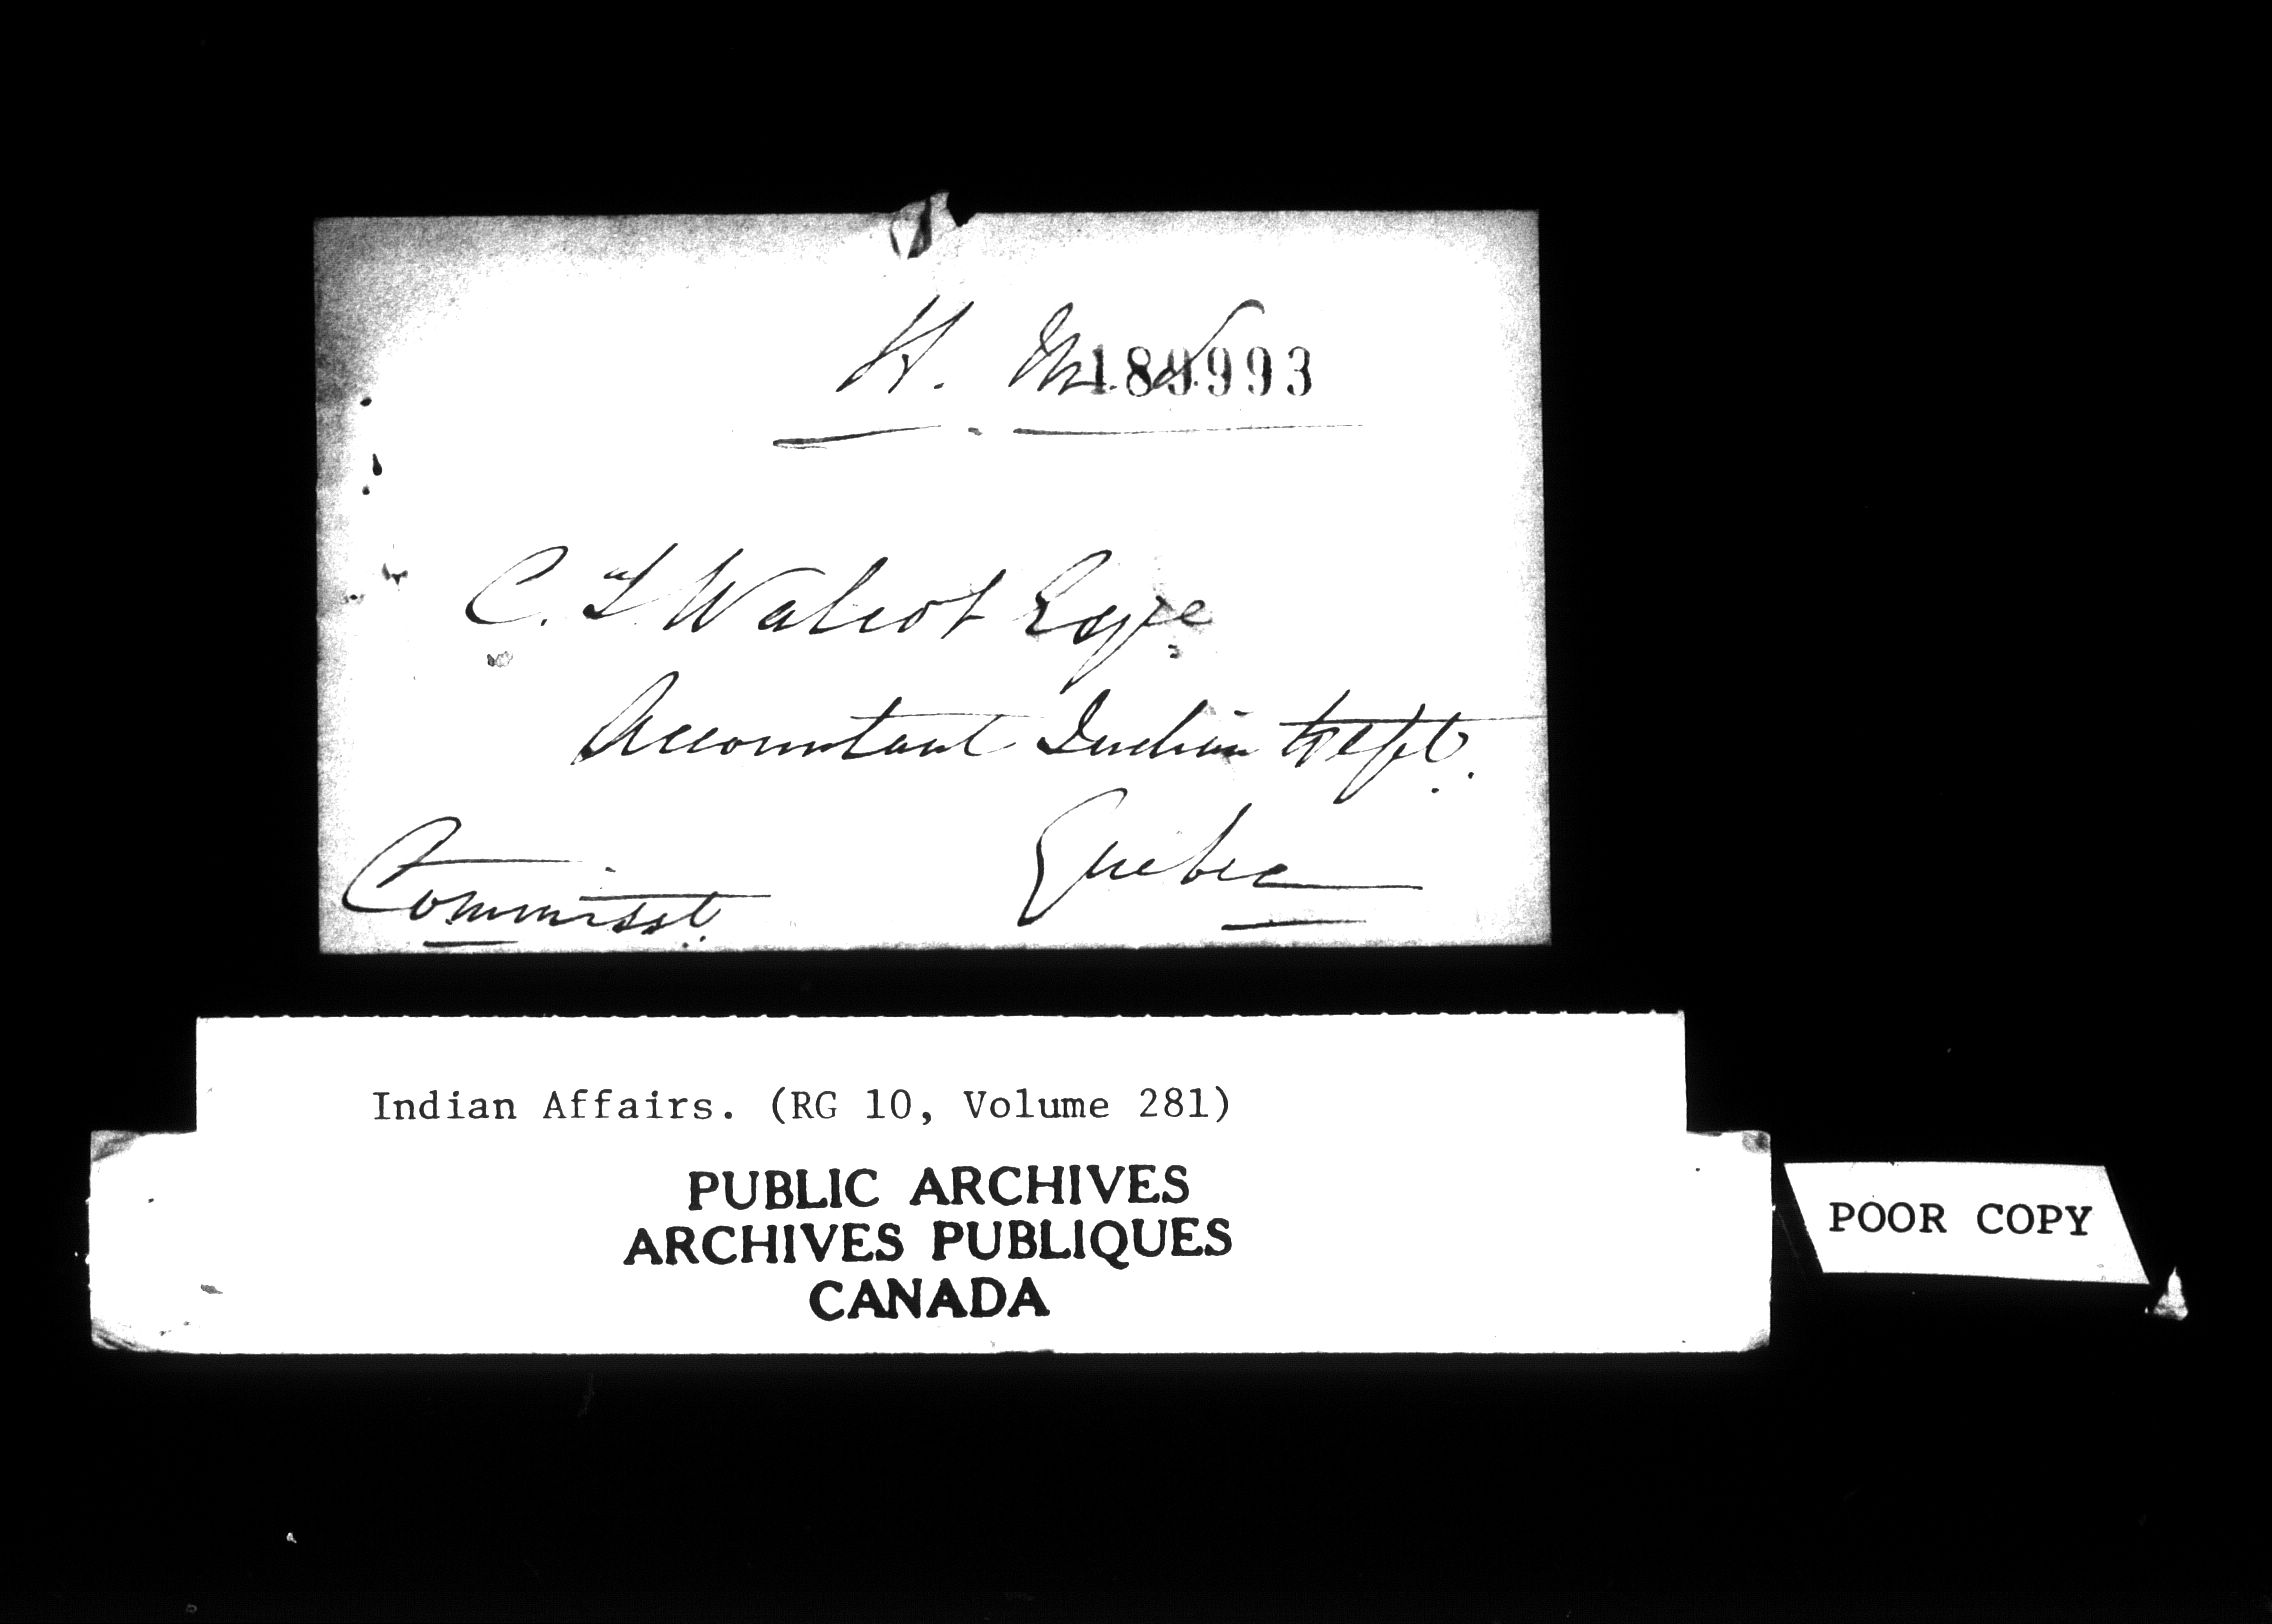 H. M. S.
189993
C. T Walcot Esqre
Accountant Indian Dept.
Quebec
Commisst.
Indian Affairs. (RG 10, Volume 281)
PUBLIC ARCHIVES
ARCHIVES PUBLIQUES
CANADA
POOR COPY